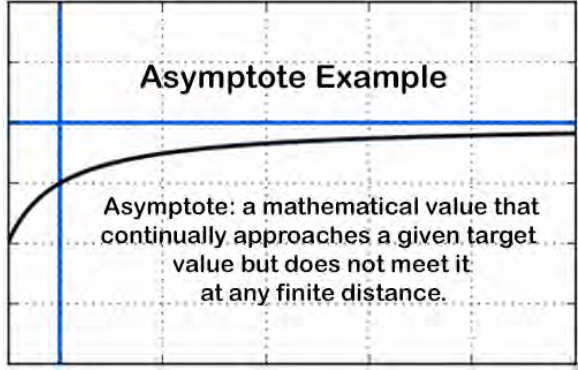 Asymptote Example
Asymptote: a mathematical value that
continually approaches a given target
value but does not meet it
at any finite distance.